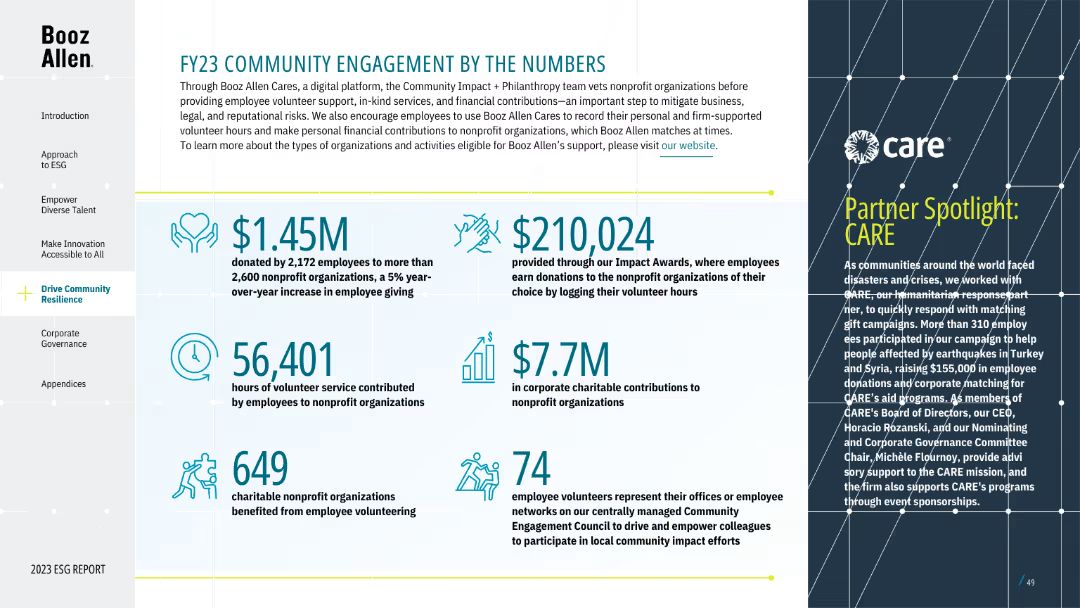 Booz
Allen
Introduction
Approach
to ESG
Empower
Diverse Talent
Make Innovation
Accessible to All
Drive Community
Resilience
Corporate
Governance
Appendices
2023 ESG REPORT
FY23 COMMUNITY ENGAGEMENT BY THE NUMBERS
Through Booz Allen Cares, a digital platform, the Community Impact + Philanthropy team vets nonprofit organizations before
providing employee volunteer support, in-kind services, and financial contributions—an important step to mitigate business,
legal, and reputational risks. We also encourage employees to use Booz Allen Cares to record their personal and firm-supported
volunteer hours and make personal financial contributions to nonprofit organizations, which Booz Allen matches at times.
To learn more about the types of organizations and activities eligible for Booz Allen's support, please visit our website.
$1.45M
donated by 2,172 employees to more than
2,600 nonprofit organizations, a 5% year-
over-year increase in employee giving
$210,024
provided through our Impact Awards, where employees
earn donations to the nonprofit organizations of their
choice by logging their volunteer hours
56,401
hours of volunteer service contributed
by employees to nonprofit organizations
$7.7M
in corporate charitable contributions to
nonprofit organizations
649
charitable nonprofit organizations
benefited from employee volunteering
74
employee volunteers represent their offices or employee
networks on our centrally managed Community
Engagement Council to drive and empower colleagues
to participate in local community impact efforts
care®
Partner Spotlight:
CARE
As communities around the world faced
disasters and crises, we worked with
CARE, our humanitarian response part
ner, to quickly respond with matching
gift campaigns. More than 310 employ
ees participated in our campaign to help
people affected by earthquakes in Turkey
and Syria, raising $155,000 in employee
donations and corporate matching for
CARE's aid programs. As members of
CARE's Board of Directors, our CEO,
Horacio Rozanski, and our Nominating
and Corporate Governance Committee
Chair, Michèle Flournoy, provide advi
sory support to the CARE mission, and
the firm also supports CARE's programs
through event sponsorships.
/ 49